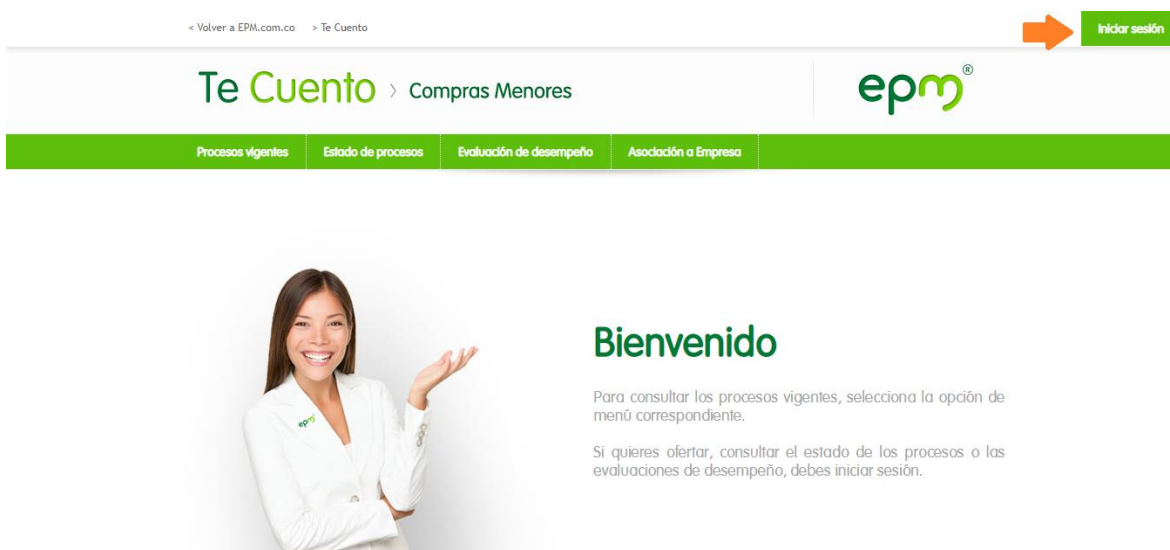 < Volver a EPM.com.co > Te Cuento
Iniciar sesión
Te Cuento > Compras Menores
epm®
Procesos vigentes Estado de procesos Evaluación de desempeño Asociación a Empresa
epm
Bienvenido
Para consultar los procesos vigentes, selecciona la opción de
menú correspondiente.
Si quieres ofertar, consultar el estado de los procesos o las
evaluaciones de desempeño, debes iniciar sesión.